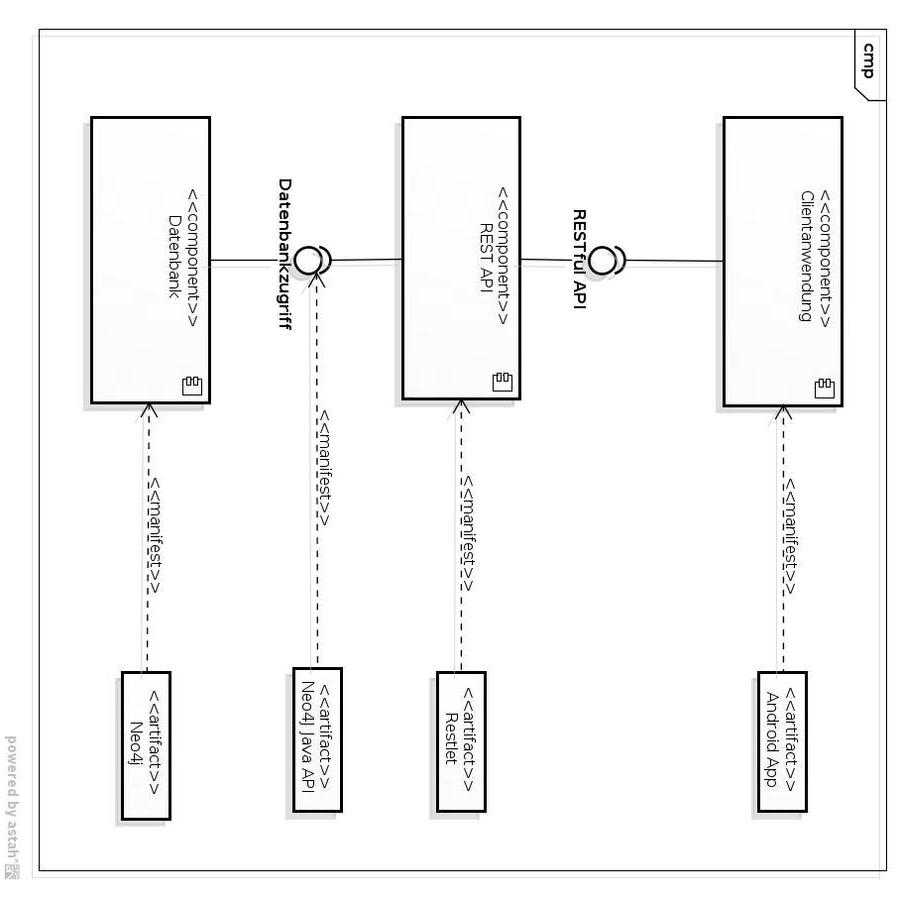 cmp
<<component>>
Clientanwendung
<<manifest>>
<<artifact>>
Android App
RESTful API
<<component>>
REST API
<<manifest>>
<<artifact>>
Restlet
Datenbankzugriff
<<manifest>>
<<artifact>>
Neo4J Java API
<<component>>
Datenbank
<<manifest>>
<<artifact>>
Neo4j
powered by astah*